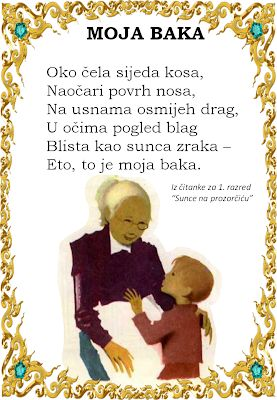 MOJA BAKA
Oko čela sijeda kosa,
Naočari povrh nosa,
Na usnama osmijeh drag,
U očima pogled blag
Blista kao sunca zraka –
Eto, to je moja baka.
Iz čitanke za 1. razred
"Sunce na prozorčiću"